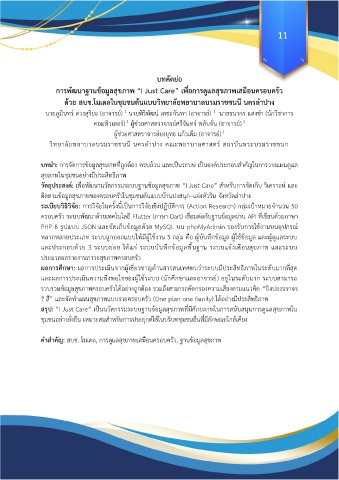 11
บทคัดย่อ
การพัฒนาฐานข้อมูลสุขภาพ “I Just Care” เพื่อการดูแลสุขภาพเสมือนครอบครัว
ด้วย สบช.โมเดลในชุมชนต้นแบบวิทยาลัยพยาบาลบรมราชชนนี นครลำปาง
นายภูมินทร์ ดวงสุริยะ (อาจารย์) 1 นายศิริพัฒน์ (อาจารย์) 1 นายธนากร แสงขำ (นักวิชาการ
คอมพิวเตอร์) 1 ผู้ช่วยศาสตราจารย์ศรีจันทร์ พลับจั่น (อาจารย์) 1
ผู้ช่วยศาสตราจารย์เจนุทธ แก้วเต็ม (อาจารย์) 1
วิทยาลัยพยาบาลบรมราชชนนี นครลำปาง คณะพยาบาลศาสตร์ สถาบันพระบรมราชชนก
บทนำ: การจัดการข้อมูลสุขภาพที่ถูกต้อง ครบถ้วน และเป็นระบบ เป็นองค์ประกอบสำคัญในการวางแผนดูแล
สุขภาพในชุมชนอย่างมีประสิทธิภาพ
วัตถุประสงค์: เพื่อพัฒนานวัตกรรมระบบฐานข้อมูลสุขภาพ “I Just Care” สำหรับการจัดเก็บ วิเคราะห์ และ
ติดตามข้อมูลสุขภาพของครอบครัวในชุมชนต้นแบบ จังหวัดลำปาง
ระเบียบวิธีวิจัย: การวิจัยในครั้งนี้เป็นการวิจัยเชิงปฏิบัติการ (Action Research) กลุ่มเป้าหมายจำนวน 50
ครอบครัว ระบบพัฒนาด้วยเทคโนโลยี Flutter (ภาษา Dart) เชื่อมต่อกับฐานข้อมูลผ่าน API ที่เขียนด้วยภาษา
PHP 8 รูปแบบ JSON และจัดเก็บข้อมูลด้วย MySQL บน phpMyAdmin รองรับการใช้งานบนอุปกรณ์
หลากหลายประเภท ระบบถูกออกแบบให้มีผู้ใช้งาน 3 กลุ่ม คือ ผู้บันทึกข้อมูล ผู้ใช้ข้อมูล และผู้ดูแลระบบ
และประกอบด้วย 3 ระบบย่อย ได้แก่ ระบบบันทึกข้อมูลพื้นฐาน ระบบแจ้งเตือนสุขภาพ และระบบ
ประมวลผลรายงานภาวะสุขภาพครอบครัว
ผลการศึกษา: ผลการประเมินจากผู้เชี่ยวชาญด้านสารสนเทศพบว่าระบบมีประสิทธิภาพในระดับมากที่สุด
และผลการประเมินความพึงพอใจของผู้ใช้ระบบ (นักศึกษาและอาจารย์) อยู่ในระดับมาก ระบบสามารถ
รวบรวมข้อมูลสุขภาพครอบครัวได้อย่างถูกต้อง รวมถึงสามารถคัดกรองความเสี่ยงตามแนวคิด “ปิงปองจราจร
7 สี” และจัดทำแผนสุขภาพแบบรายครอบครัว (One plan one family) ได้อย่างมีประสิทธิภาพ
สรุป: “I Just Care” เป็นนวัตกรรมระบบฐานข้อมูลสุขภาพที่มีศักยภาพในการสนับสนุนการดูแลสุขภาพใน
ชุมชนอย่างยั่งยืน เหมาะสมสำหรับการประยุกต์ใช้ในบริบทชุมชนอื่นที่มีลักษณะใกล้เคียง
คำสำคัญ: สบช. โมเดล, การดูแลสุขภาพเสมือนครอบครัว, ฐานข้อมูลสุขภาพ